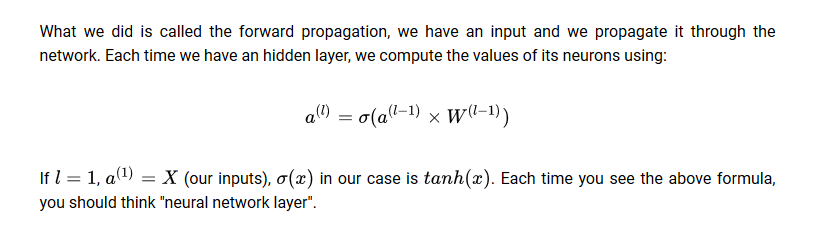 What we did is called the forward propagation, we have an input and we propagate it through the
network. Each time we have an hidden layer, we compute the values of its neurons using:
a⁽ˡ⁾ = σ(a⁽ˡ⁻¹⁾ × W⁽ˡ⁻¹⁾)
If l = 1, a⁽¹⁾ = X (our inputs), σ(x) in our case is tanh(x). Each time you see the above formula,
you should think "neural network layer".